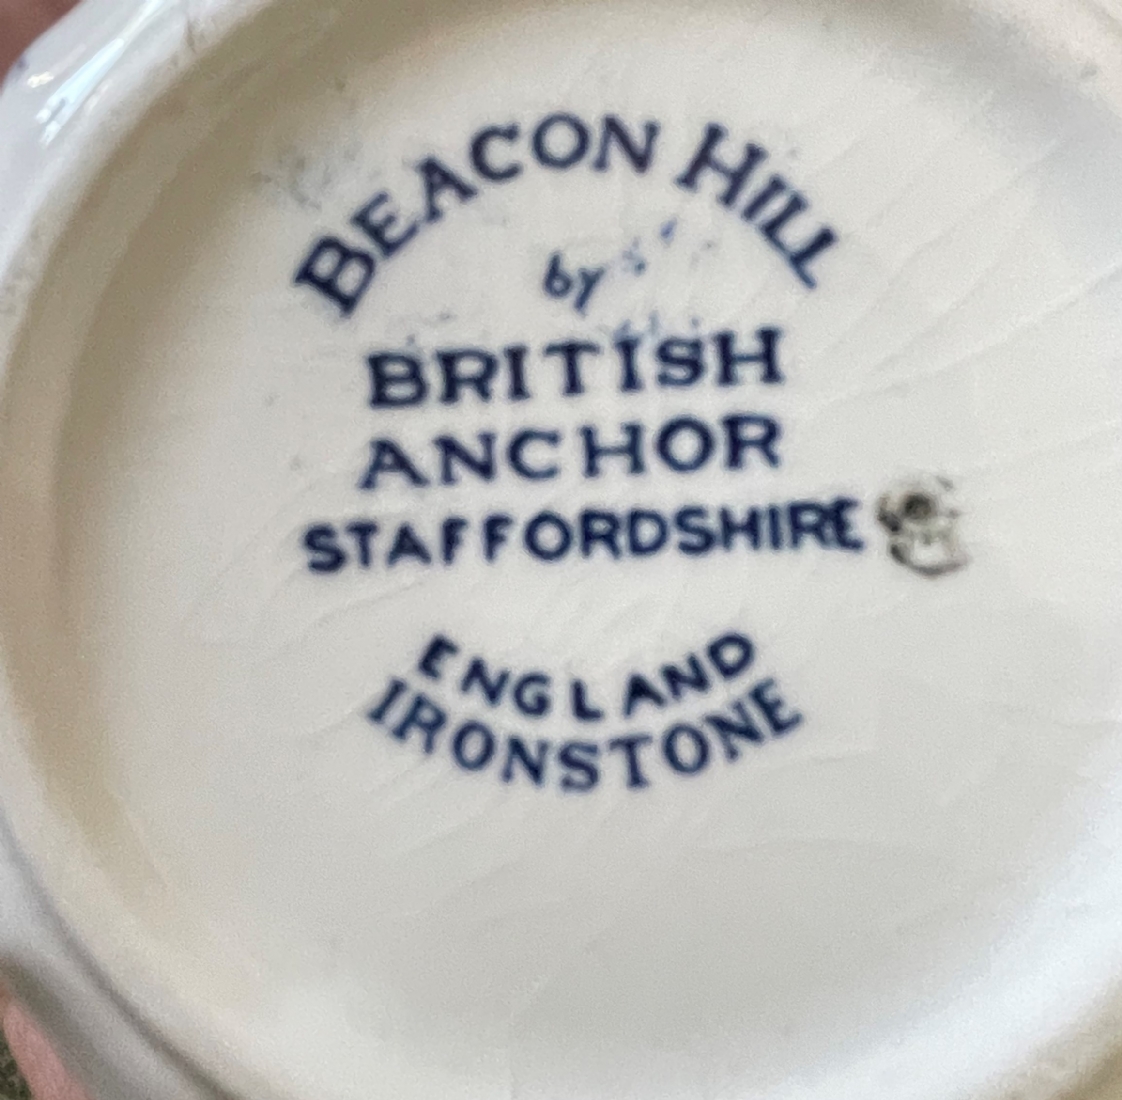 BEACON HILL
by
BRITISH
ANCHOR
STAFFORDSHIRE
ENGLAND
IRONSTONE